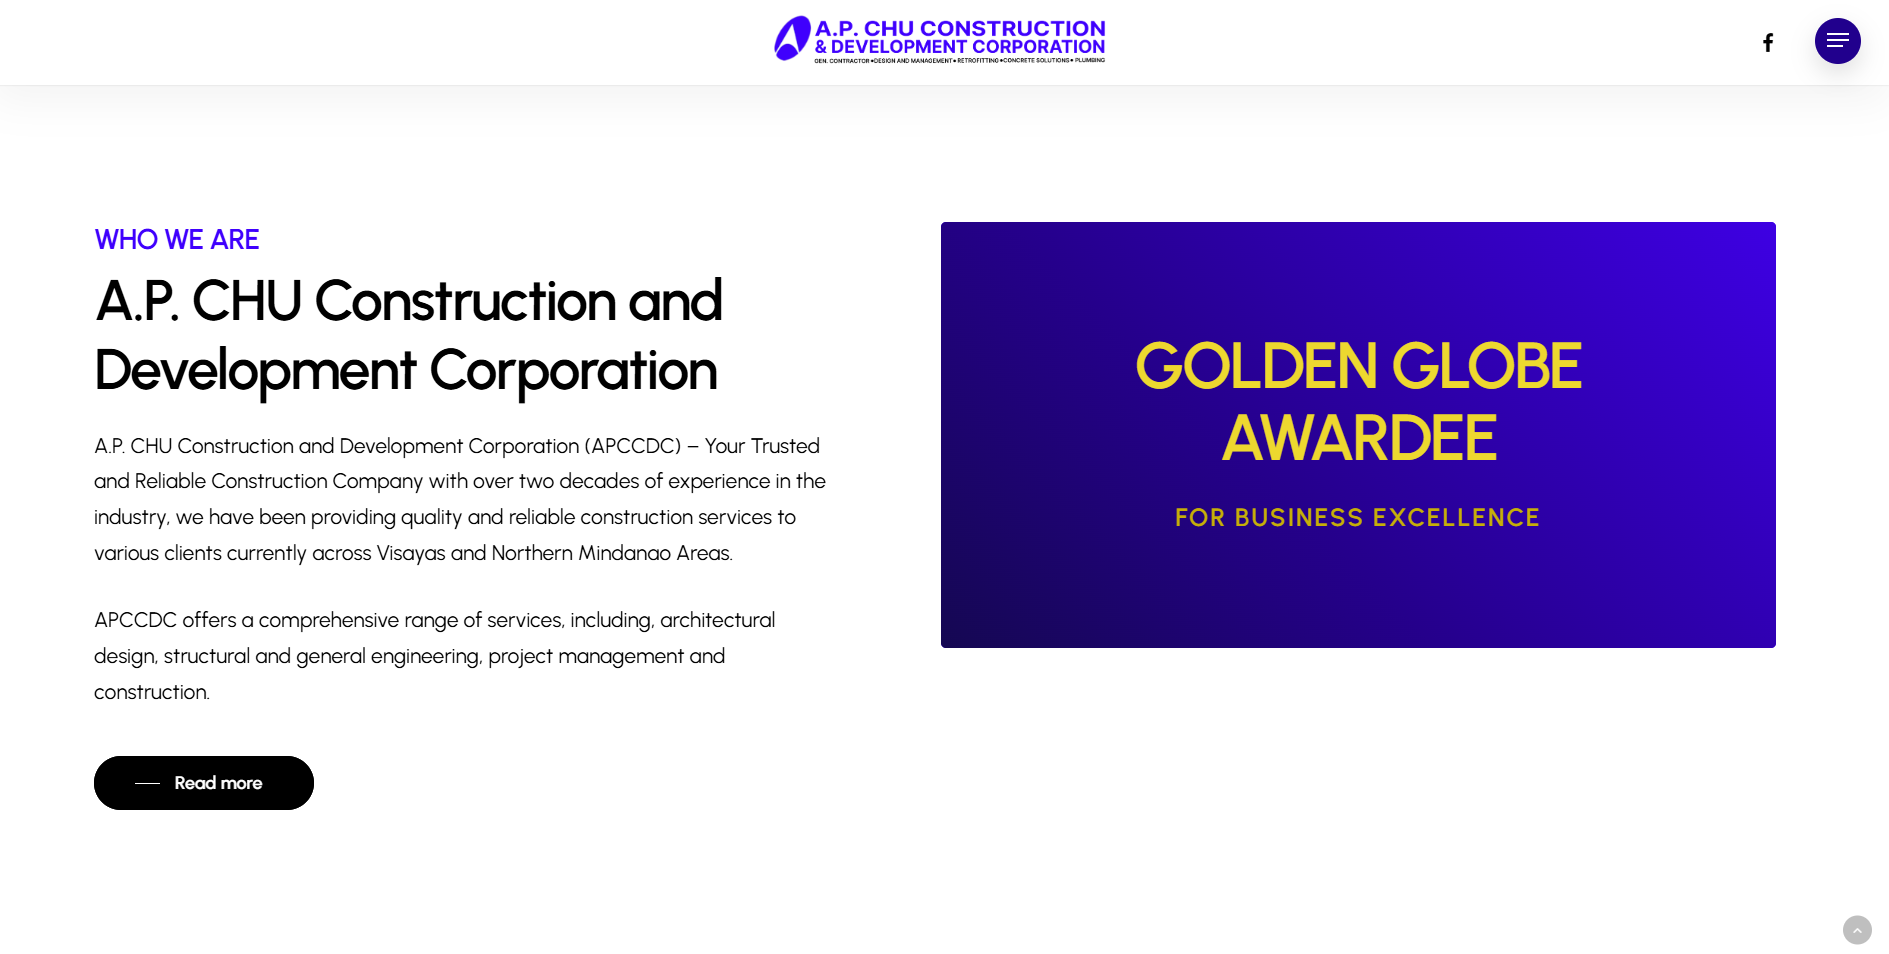 A.P. CHU CONSTRUCTION
& DEVELOPMENT CORPORATION
GEN. CONTRACTOR •DESIGN AND MANAGEMENT• RETROFITTING •CONCRETE SOLUTIONS• PLUMBING
WHO WE ARE
A.P. CHU Construction and
Development Corporation
A.P. CHU Construction and Development Corporation (APCCDC) – Your Trusted
and Reliable Construction Company with over two decades of experience in the
industry, we have been providing quality and reliable construction services to
various clients currently across Visayas and Northern Mindanao Areas.
APCCDC offers a comprehensive range of services, including, architectural
design, structural and general engineering, project management and
construction.
Read more
GOLDEN GLOBE
AWARDEE
FOR BUSINESS EXCELLENCE